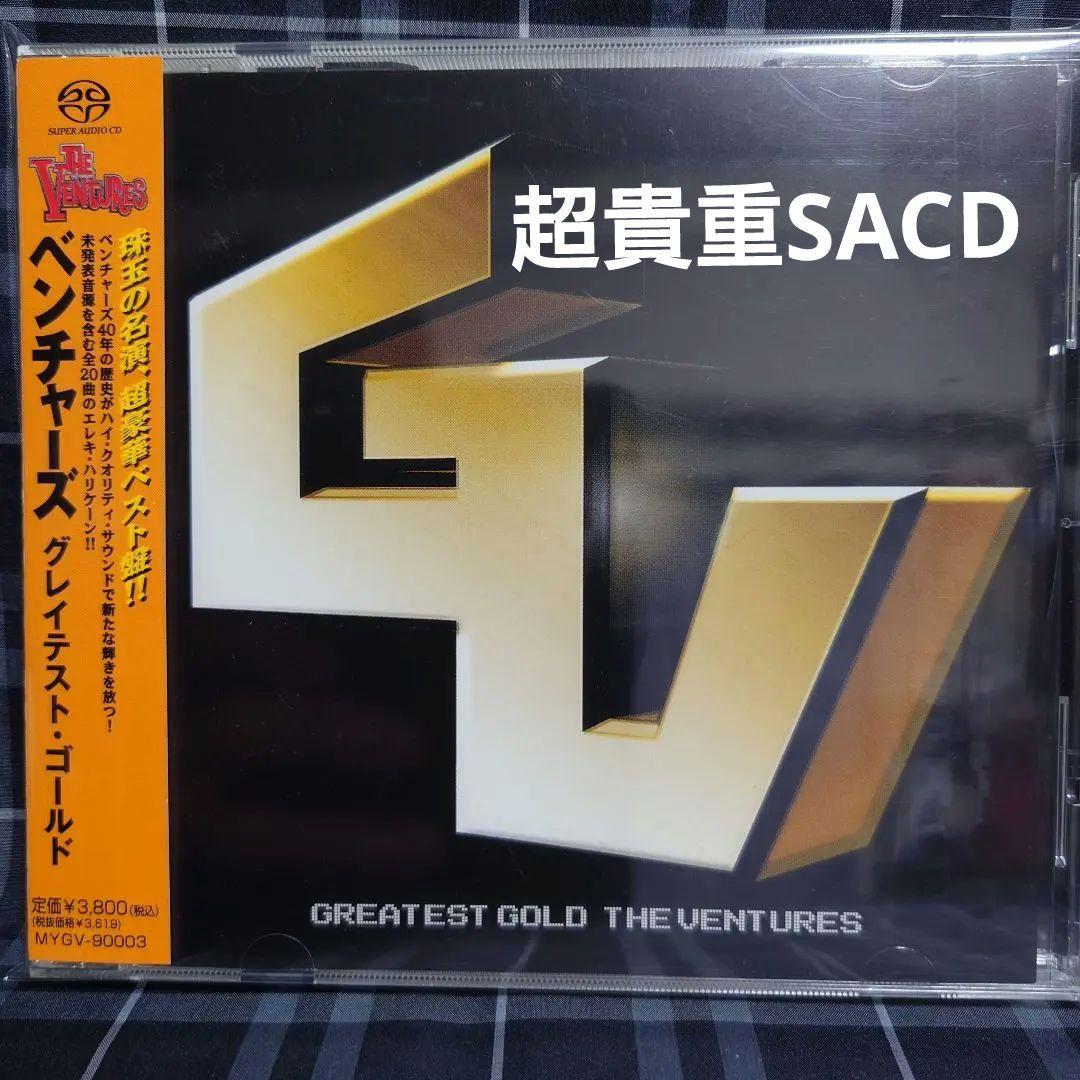 SUPER AUDIO CD
THE
VENTURES
珠玉の名演、超豪華ベスト盤!!
ベンチャーズ40年の歴史がハイ・クオリティ・サウンドで新たな輝きを放つ!
未発表音源を含む全20曲のエレキ・ハリケーン!!
ベンチャーズ グレイテスト・ゴールド
定価¥3,800(税込)
(税抜価格¥3,619)
MYGV-90003
超貴重SACD
GREATEST GOLD THE VENTURES